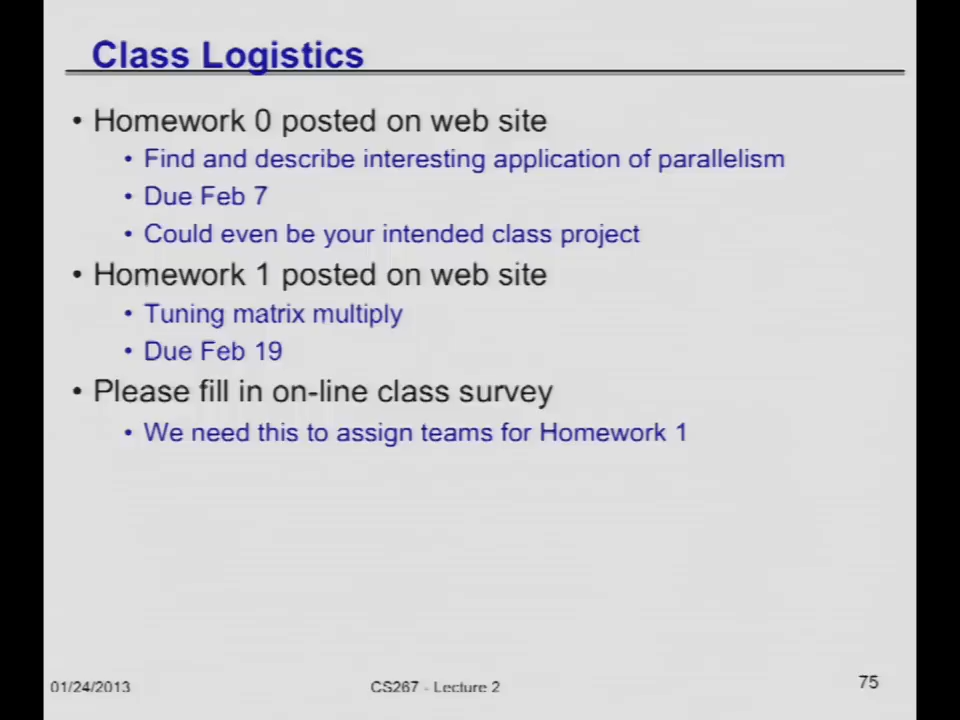 Class Logistics
• Homework 0 posted on web site
• Find and describe interesting application of parallelism
• Due Feb 7
• Could even be your intended class project
• Homework 1 posted on web site
• Tuning matrix multiply
• Due Feb 19
• Please fill in on-line class survey
• We need this to assign teams for Homework 1
01/24/2013
CS267 - Lecture 2
75